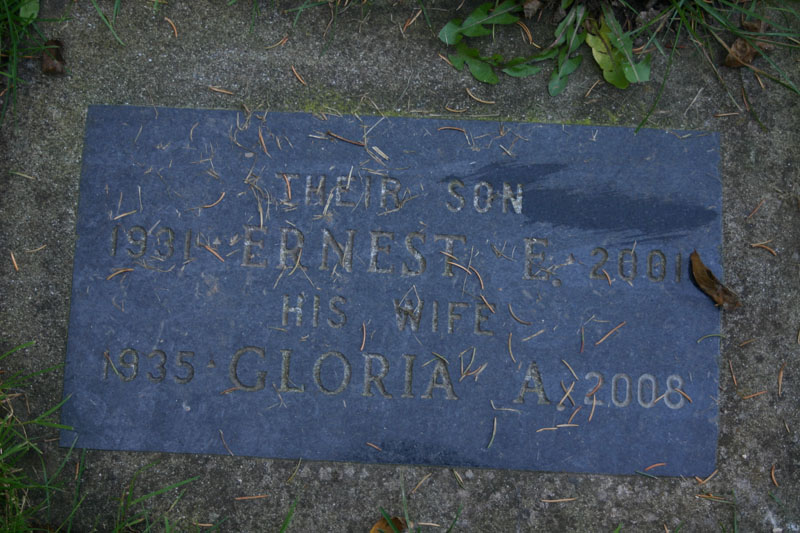 THEIR SON
1931 ERNEST E. 2001
HIS WIFE
1935 GLORIA A. 2008